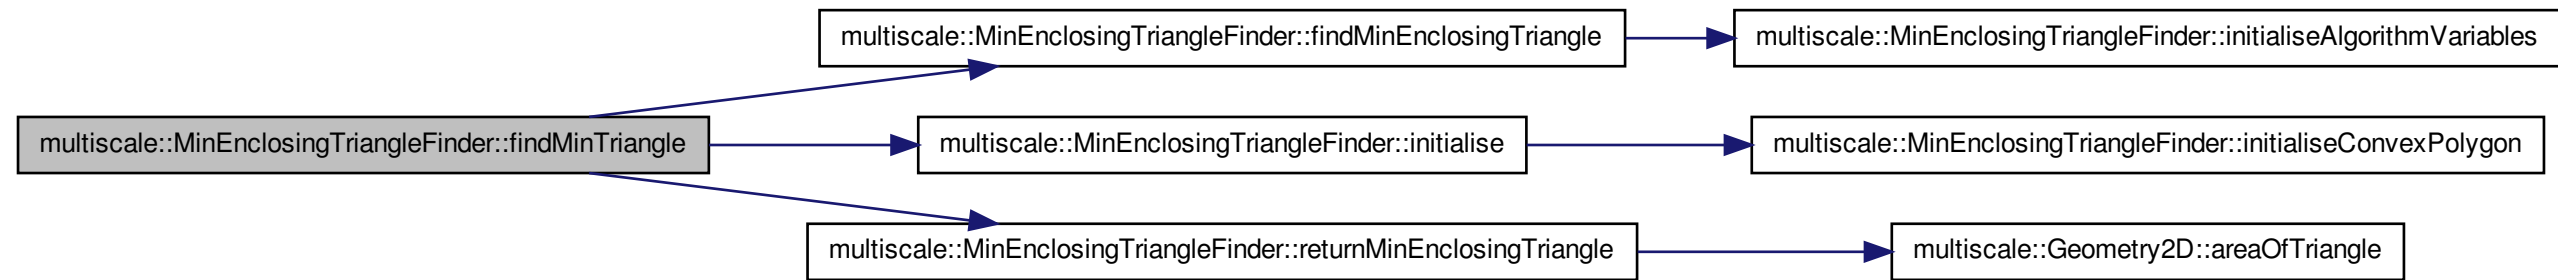 multiscale::MinEnclosingTriangleFinder::findMinEnclosingTriangle
multiscale::MinEnclosingTriangleFinder::initialiseAlgorithmVariables
multiscale::MinEnclosingTriangleFinder::findMinTriangle
multiscale::MinEnclosingTriangleFinder::initialise
multiscale::MinEnclosingTriangleFinder::initialiseConvexPolygon
multiscale::MinEnclosingTriangleFinder::returnMinEnclosingTriangle
multiscale::Geometry2D::areaOfTriangle